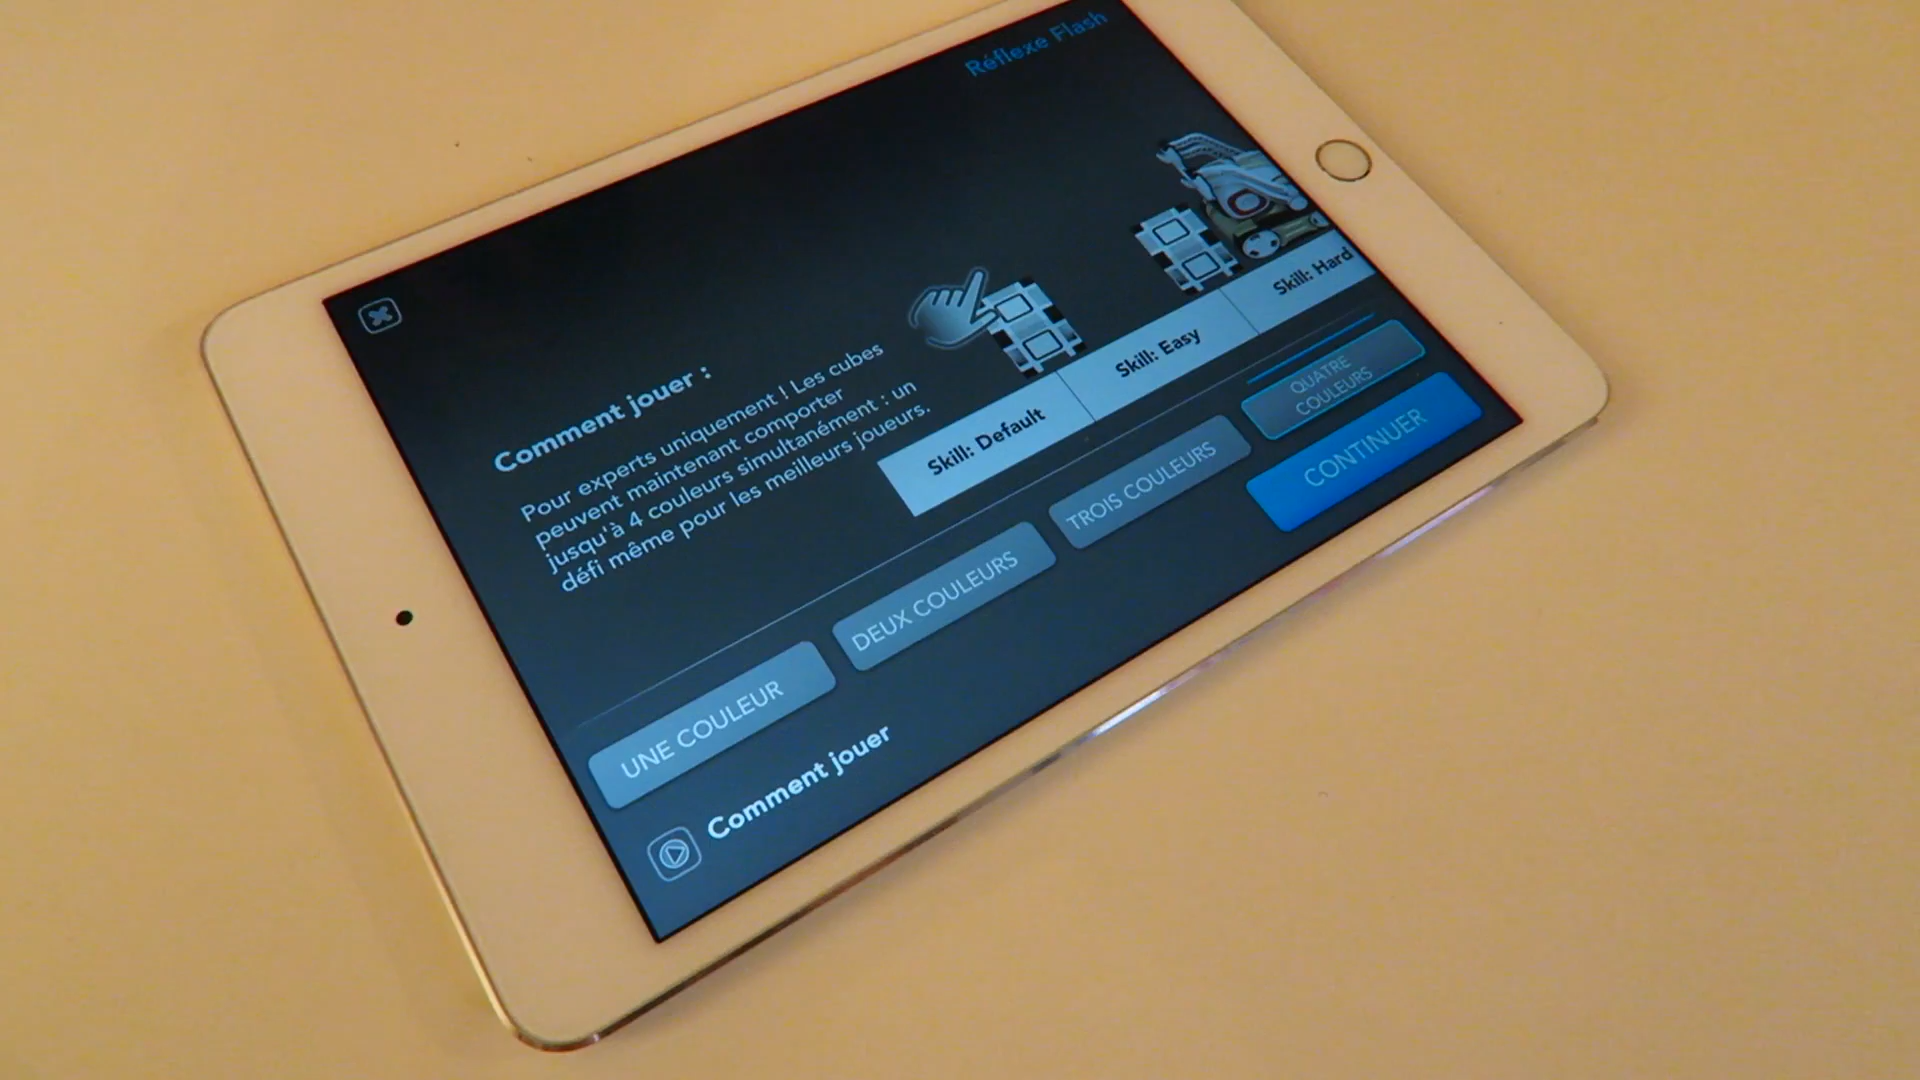 Réflexe Flash
Comment jouer :
Pour experts uniquement ! Les cubes
peuvent maintenant comporter
jusqu'à 4 couleurs simultanément : un
défi même pour les meilleurs joueurs.
Skill: Default
Skill: Easy
Skill: Hard
UNE COULEUR
DEUX COULEURS
TROIS COULEURS
QUATRE
COULEURS
CONTINUER
Comment jouer